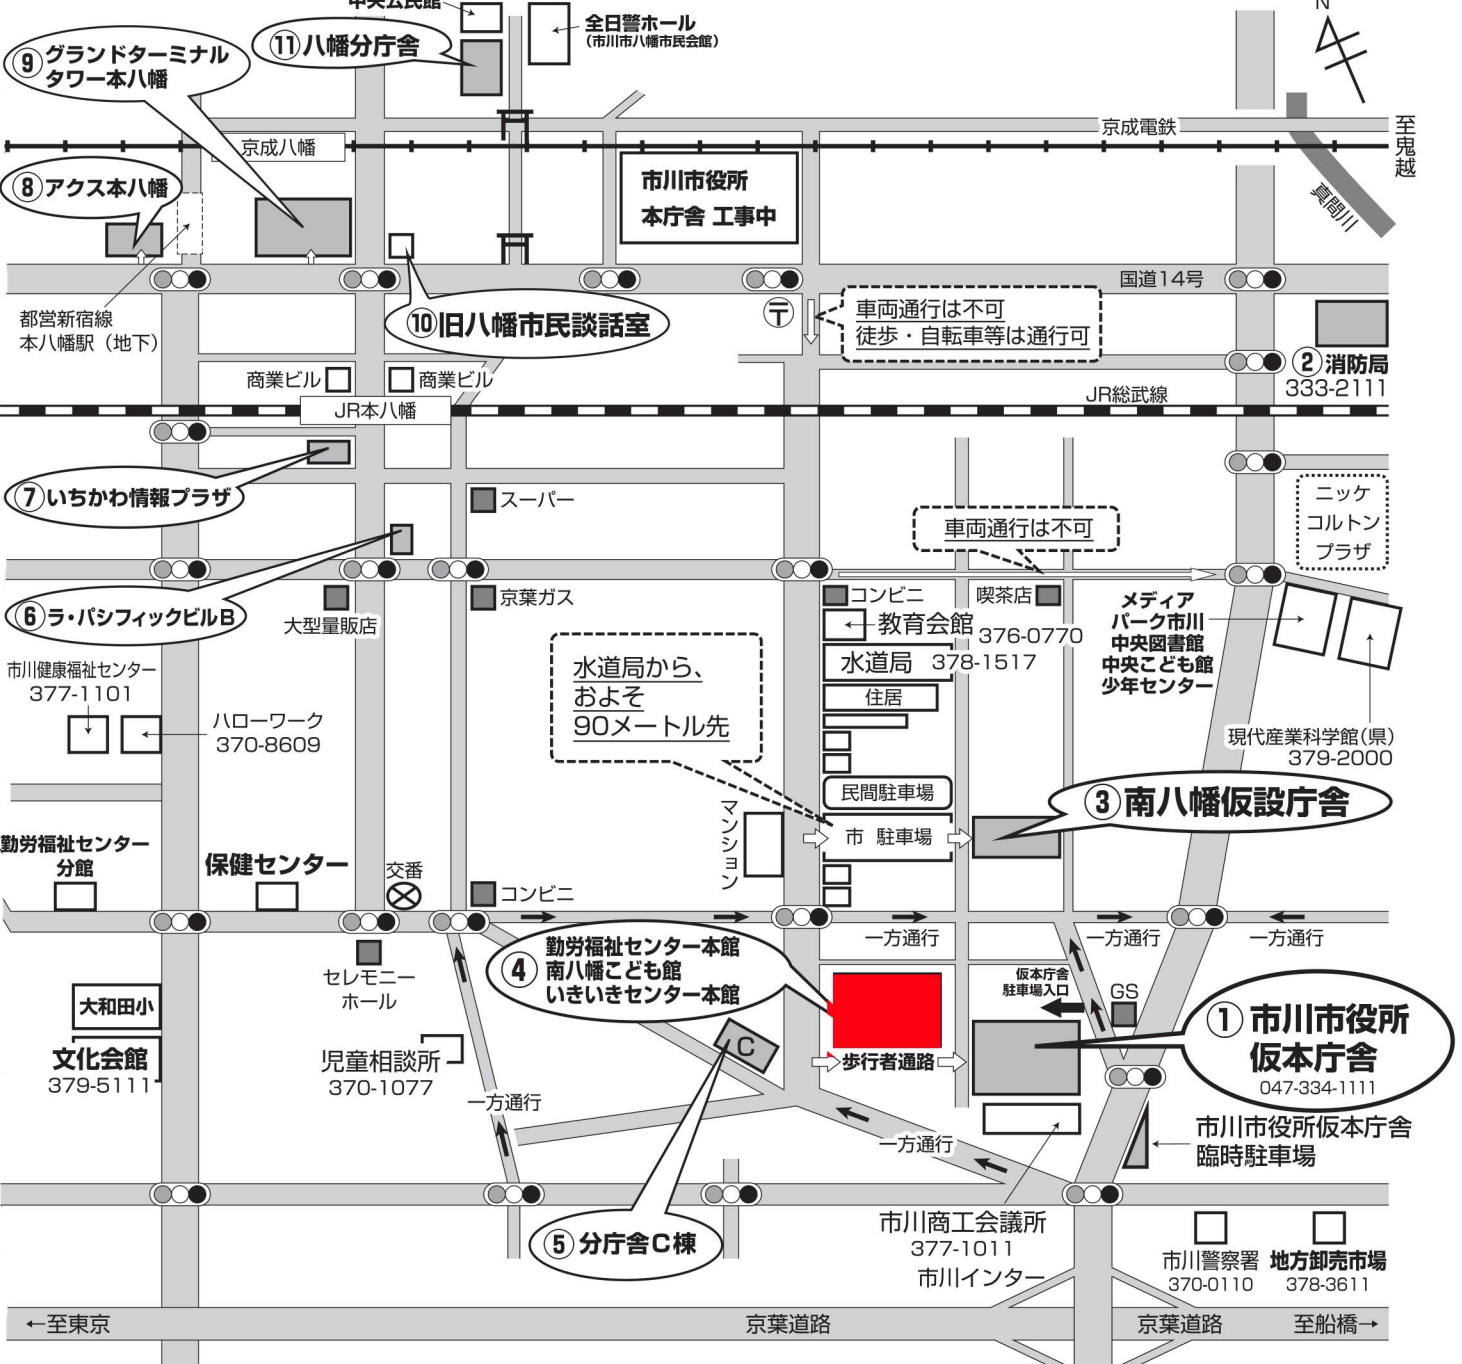 中央公民館
全日警ホール
(市川市八幡市民会館)
N
⑨グランドターミナル
タワー本八幡
⑪八幡分庁舎
京成電鉄
至鬼越
京成八幡
真間川
⑧アクス本八幡
市川市役所
本庁舎 工事中
国道14号
都営新宿線
本八幡駅(地下)
⑩旧八幡市民談話室
〒
車両通行は不可
徒歩・自転車等は通行可
②消防局
333-2111
商業ビル
商業ビル
JR本八幡
JR総武線
⑦いちかわ情報プラザ
スーパー
車両通行は不可
ニッケ
コルトン
プラザ
⑥ラ・パシフィックビルB
大型量販店
京葉ガス
コンビニ
喫茶店
教育会館
376-0770
水道局
378-1517
住居
メディア
パーク市川
中央図書館
中央こども館
少年センター
市川健康福祉センター
377-1101
ハローワーク
370-8609
水道局から、
およそ
90メートル先
現代産業科学館(県)
379-2000
民間駐車場
市 駐車場
マンション
③南八幡仮設庁舎
勤労福祉センター
分館
保健センター
交番
コンビニ
一方通行
一方通行
一方通行
④勤労福祉センター本館
南八幡こども館
いきいきセンター本館
セレモニー
ホール
仮本庁舎
駐車場入口
GS
①市川市役所
仮本庁舎
047-334-1111
大和田小
文化会館
379-5111
児童相談所
370-1077
C
歩行者通路
一方通行
一方通行
市川市役所仮本庁舎
臨時駐車場
⑤分庁舎C棟
市川商工会議所
377-1011
市川インター
市川警察署
370-0110
地方卸売市場
378-3611
←至東京
京葉道路
京葉道路
至船橋→